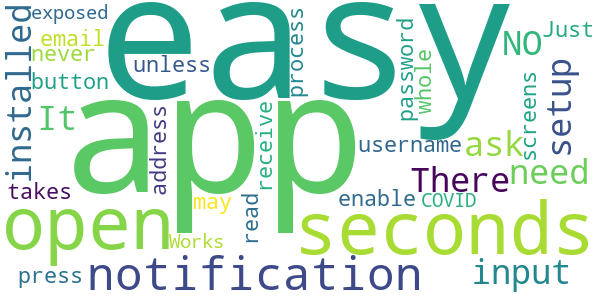 exposed
email
never
button
installed
easy
unless
process
password
whole
NO
Just
It
app
address
receive
username
screens
setup
ask
takes
There
need
may
read
enable
COVID
open
Works
seconds
press
notification
input